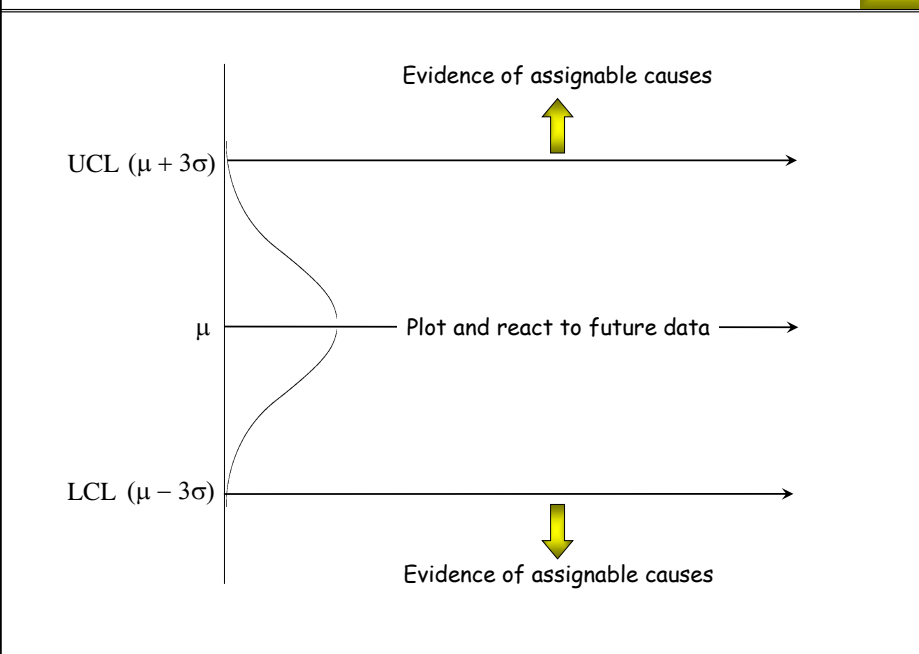 Evidence of assignable causes
UCL (μ + 3σ)
μ
Plot and react to future data
LCL (μ − 3σ)
Evidence of assignable causes